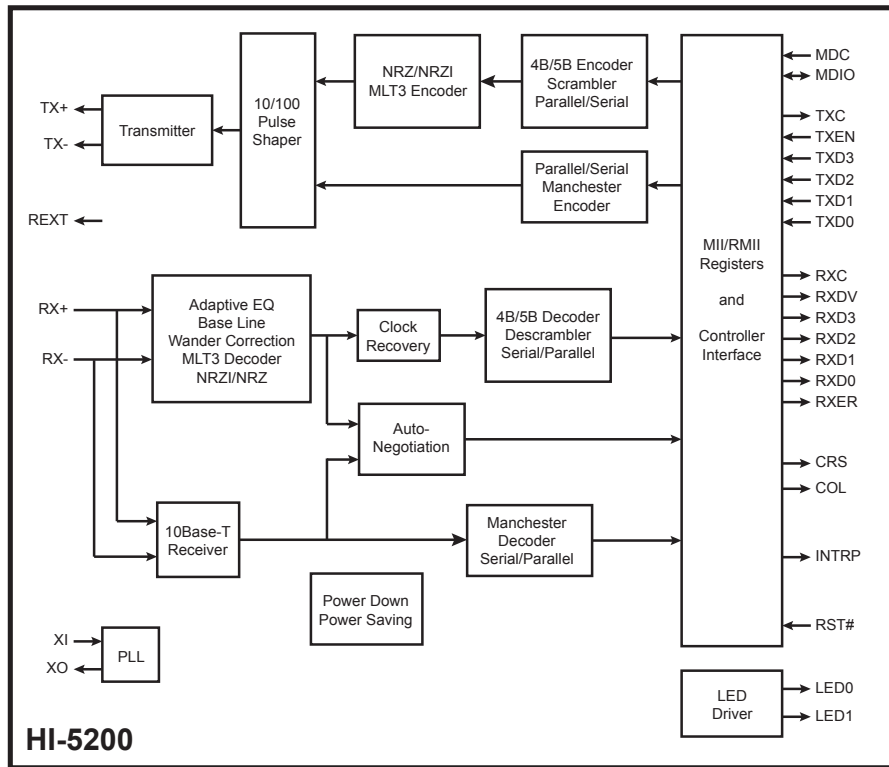 TX+
TX-
REXT
Transmitter
10/100
Pulse
Shaper
NRZ/NRZI
MLT3 Encoder
4B/5B Encoder
Scrambler
Parallel/Serial
Parallel/Serial
Manchester
Encoder
RX+
RX-
Adaptive EQ
Base Line
Wander Correction
MLT3 Decoder
NRZI/NRZ
Clock
Recovery
4B/5B Decoder
Descrambler
Serial/Parallel
Auto-
Negotiation
10Base-T
Receiver
Manchester
Decoder
Serial/Parallel
Power Down
Power Saving
XI
XO
PLL
MII/RMII
Registers
and
Controller
Interface
MDC
MDIO
TXC
TXEN
TXD3
TXD2
TXD1
TXD0
RXC
RXDV
RXD3
RXD2
RXD1
RXD0
RXER
CRS
COL
INTRP
RST#
LED
Driver
LED0
LED1
HI-5200